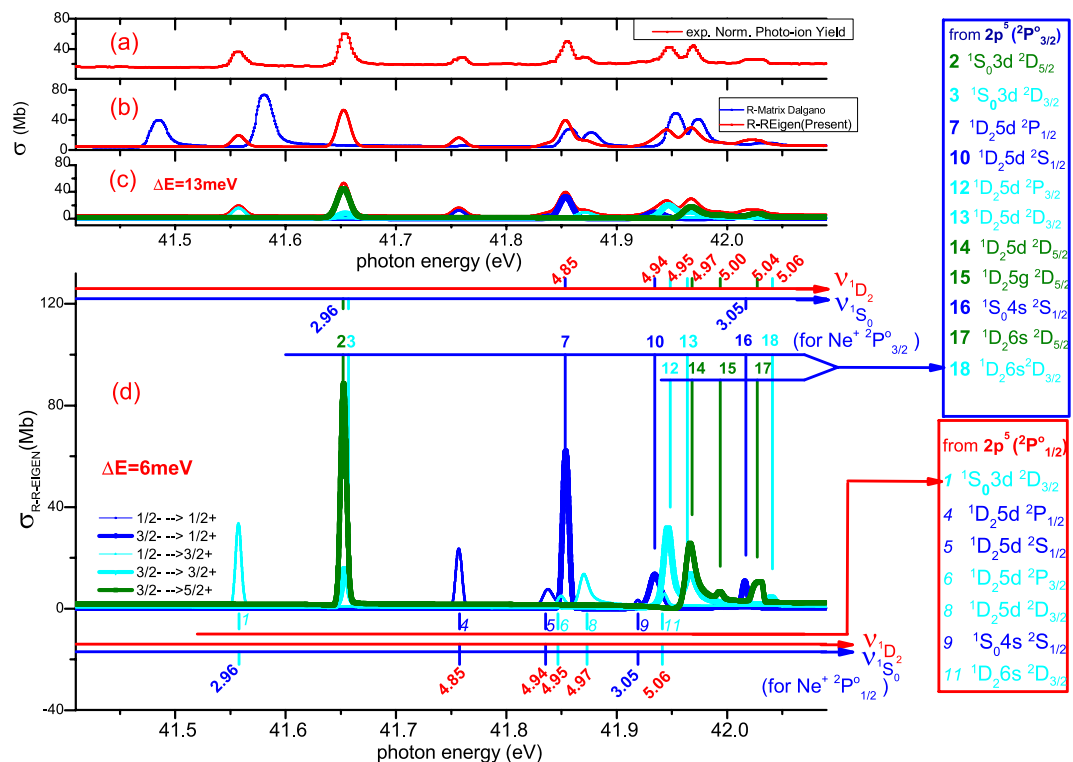 (a)
exp. Norm. Photo-ion Yield
80
40
0
(b)
R-Matrix Dalgano
R-REigen(Present)
σ (Mb)
80
40
0
(c)
ΔE=13meV
80
40
0
41.5 41.6 41.7 41.8 41.9 42.0
photon energy (eV)
4.85 4.94 4.95 4.97 5.00 5.04 5.06
ν1D2
ν1S0
2.96 3.05
(for Ne+ 2Po3/2)
2 3 7 10 13 16 18
12 14 15 17
(d)
σR-R-EIGEN(Mb)
120
80
40
0
-40
ΔE=6meV
1/2- --> 1/2+
3/2- --> 1/2+
1/2- -->3/2+
3/2- --> 3/2+
3/2- -->5/2+
1 4 5 6 8 9 11
ν1D2
ν1S0
2.96 4.85 4.94 4.95 4.97 3.05 5.06
(for Ne+ 2Po1/2)
41.5 41.6 41.7 41.8 41.9 42.0
photon energy (eV)
from 2p5(2Po3/2)
2 1S03d 2D5/2
3 1S03d 2D3/2
7 1D25d 2P1/2
10 1D25d 2S1/2
12 1D25d 2P3/2
13 1D25d 2D3/2
14 1D25d 2D5/2
15 1D25g 2D5/2
16 1S04s 2S1/2
17 1D26s 2D5/2
18 1D26s2D3/2
from 2p5(2Po1/2)
1 1S03d 2D3/2
4 1D25d 2P1/2
5 1D25d 2S1/2
6 1D25d 2P3/2
8 1D25d 2D3/2
9 1S04s 2S1/2
11 1D26s 2D3/2